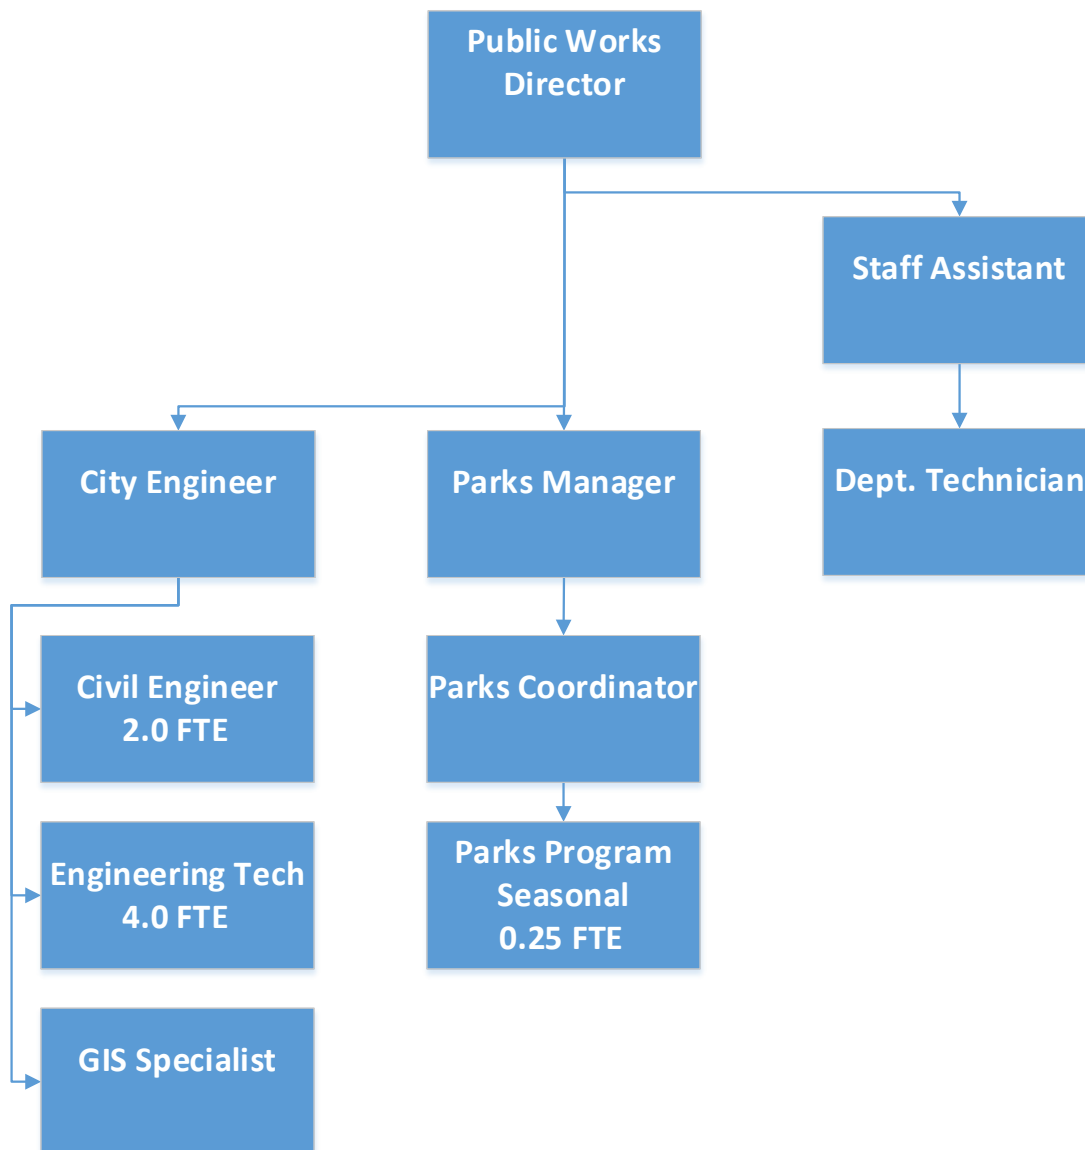 Public Works
Director
Staff Assistant
City Engineer
Parks Manager
Dept. Technician
Civil Engineer
2.0 FTE
Parks Coordinator
Engineering Tech
4.0 FTE
Parks Program
Seasonal
0.25 FTE
GIS Specialist